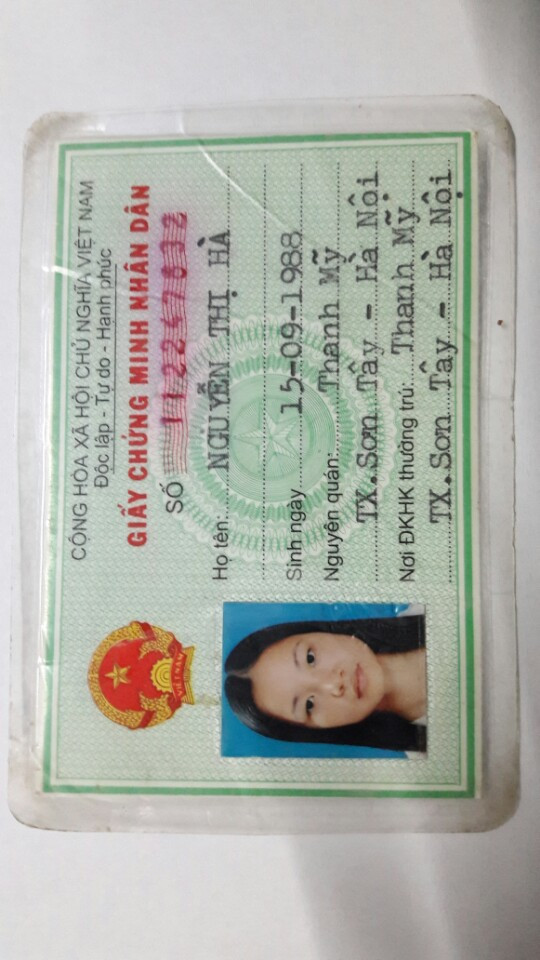 CỘNG HÒA XÃ HỘI CHỦ NGHĨA VIỆT NAM
Độc lập - Tự do - Hạnh phúc
GIẤY CHỨNG MINH NHÂN DÂN
SỐ
Họ tên: NGUYỄN THỊ HÀ
Sinh ngày 15-09-1988
Nguyên quán: Thanh Mỹ
TX.Sơn Tây - Hà Nội
Nơi ĐKHK thường trú: Thanh Mỹ
TX.Sơn Tây - Hà Nội
VIỆT NAM